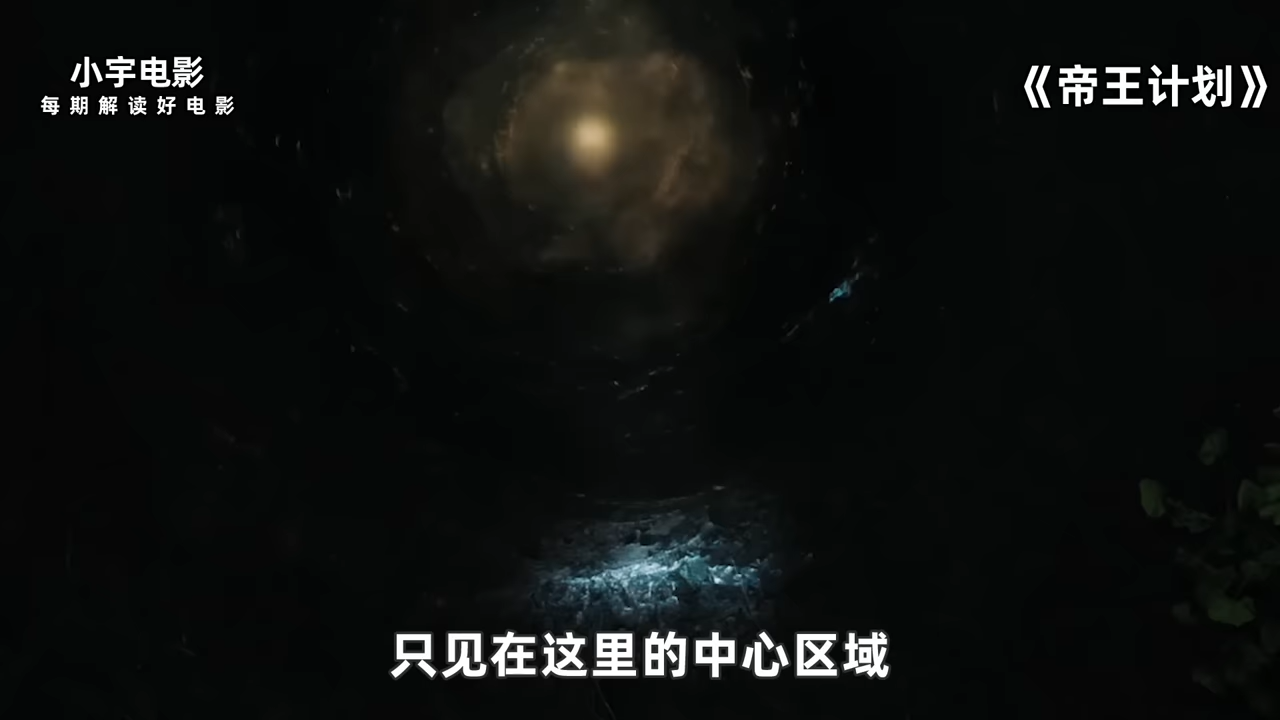 小宇电影
每期解读好电影
《帝王计划》
只见在这里的中心区域